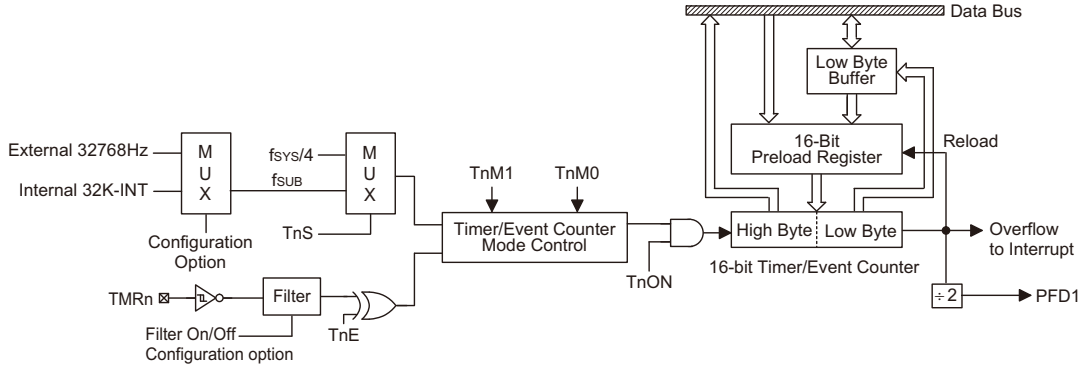 Data Bus
Low Byte
Buffer
External 32768Hz
Internal 32K-INT
M
U
X
fSYS/4
fSUB
M
U
X
TnS
Configuration
Option
TnM1
TnM0
Timer/Event Counter
Mode Control
TnON
16-Bit
Preload Register
Reload
High Byte
Low Byte
16-bit Timer/Event Counter
Overflow
to Interrupt
÷ 2
PFD1
TMRn
Filter
TnE
Filter On/Off
Configuration option